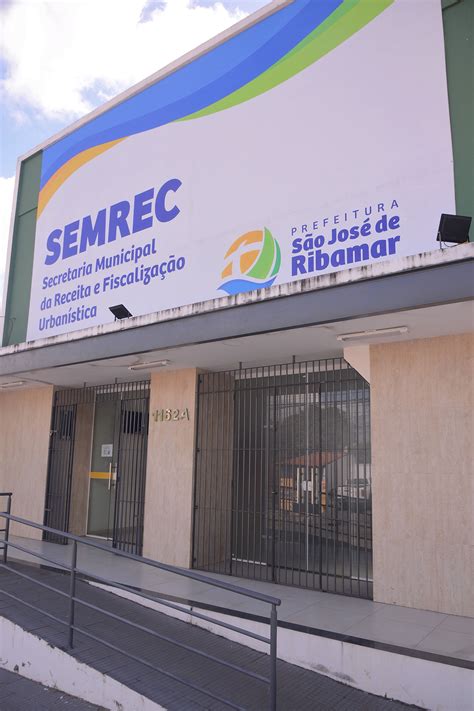 SEMREC
Secretaria Municipal
da Receita e Fiscalização
Urbanística
PREFEITURA
São José de
Ribamar
1162A